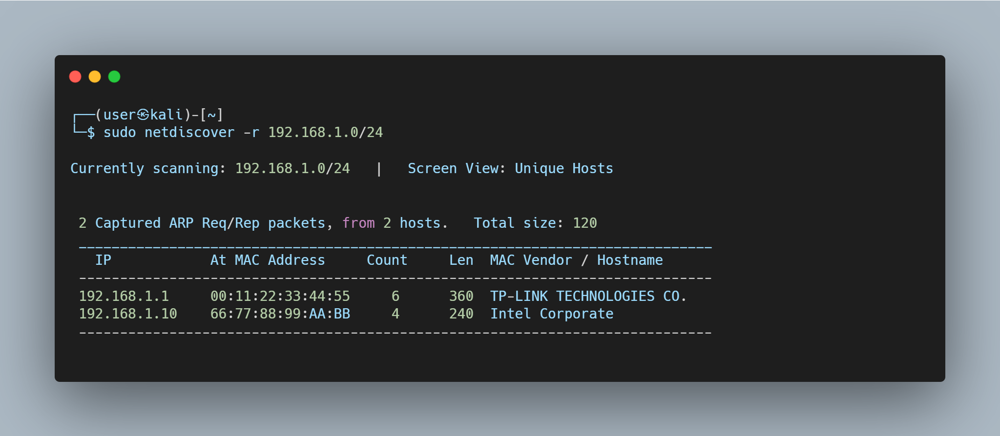 ┌──(user㉿kali)-[~]
└─$ sudo netdiscover -r 192.168.1.0/24
Currently scanning: 192.168.1.0/24   |   Screen View: Unique Hosts
2 Captured ARP Req/Rep packets, from 2 hosts.   Total size: 120
_____________________________________________________________________________
IP            At MAC Address     Count     Len  MAC Vendor / Hostname
-----------------------------------------------------------------------------
192.168.1.1     00:11:22:33:44:55     6      360  TP-LINK TECHNOLOGIES CO.
192.168.1.10    66:77:88:99:AA:BB     4      240  Intel Corporate
-----------------------------------------------------------------------------